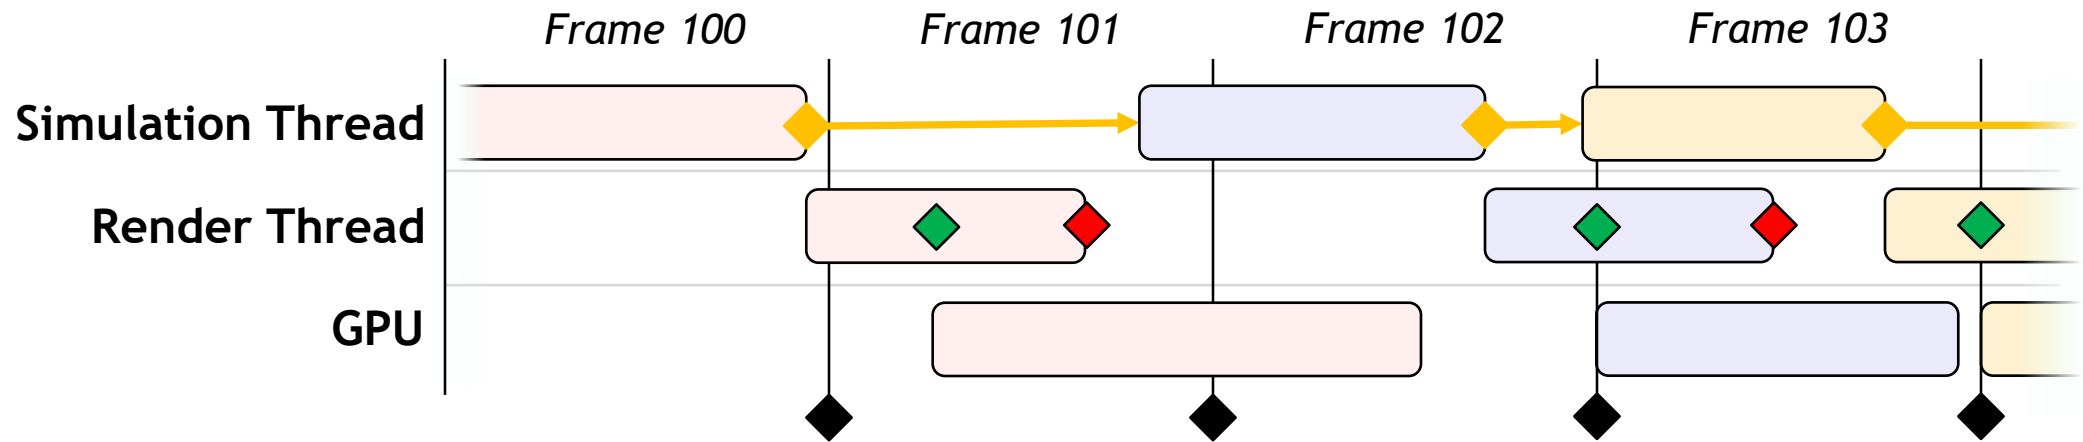 Frame 100 Frame 101 Frame 102 Frame 103
Simulation Thread
Render Thread
GPU